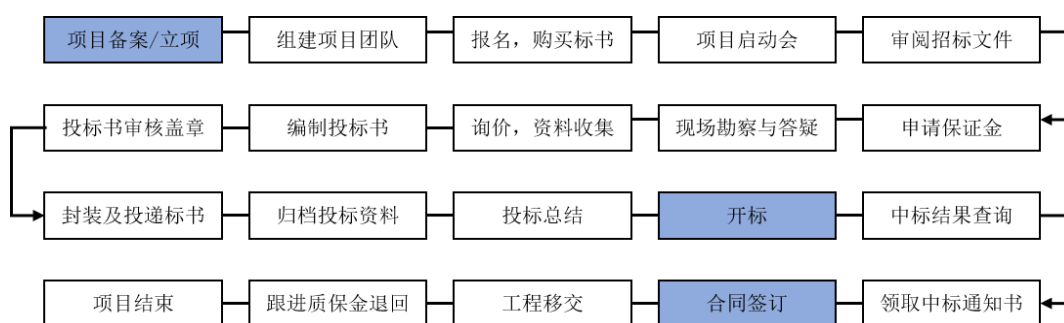 项目备案/立项
组建项目团队
报名，购买标书
项目启动会
审阅招标文件
投标书审核盖章
编制投标书
询价，资料收集
现场勘察与答疑
申请保证金
封装及投递标书
归档投标资料
投标总结
开标
中标结果查询
项目结束
跟进质保金退回
工程移交
合同签订
领取中标通知书